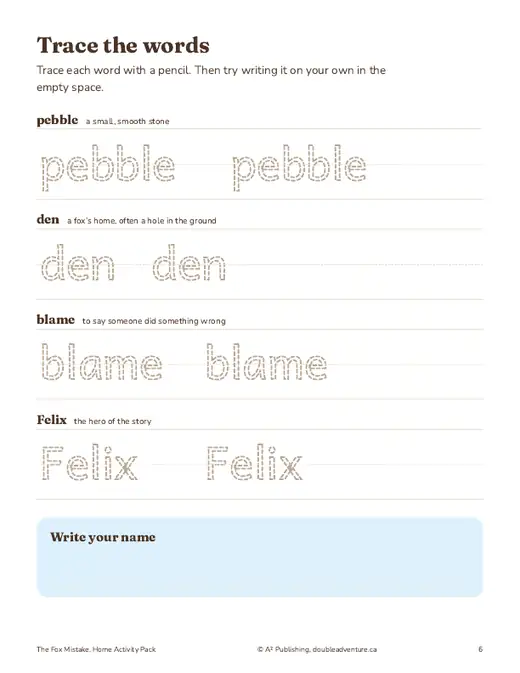 Trace the words
Trace each word with a pencil. Then try writing it on your own in the
empty space.
pebble a small, smooth stone
pebble pebble
den a fox's home, often a hole in the ground
den den
blame to say someone did something wrong
blame blame
Felix the hero of the story
Felix Felix
Write your name
The Fox Mistake, Home Activity Pack © A² Publishing, doubleadventure.ca 6